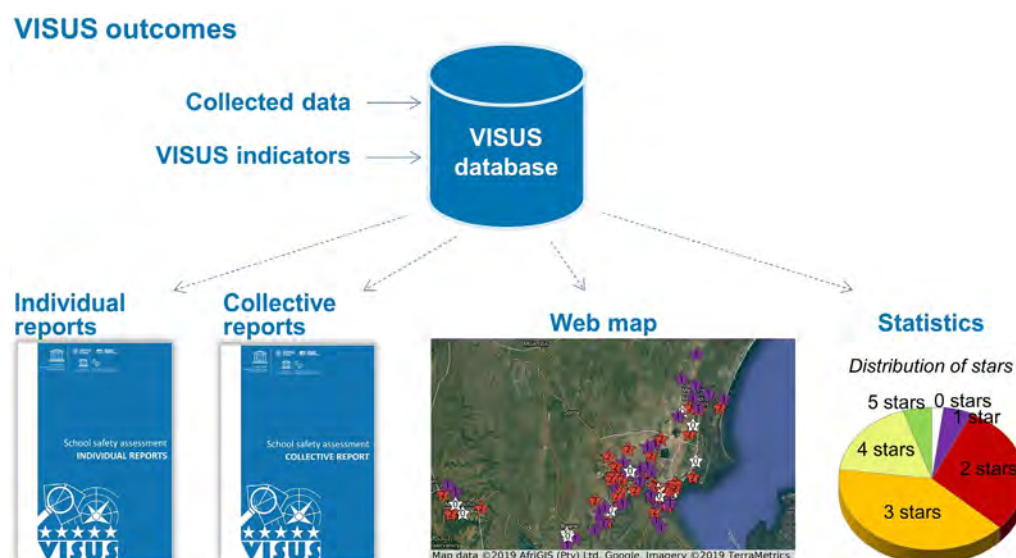 VISUS outcomes
Collected data
VISUS indicators
VISUS
database
Individual
reports
Collective
reports
Web map
Statistics
School safety assessment
INDIVIDUAL REPORTS
VISUS
School safety assessment
COLLECTIVE REPORT
VISUS
Map data ©2019 AfriGIS (Pty) Ltd, Google, Imagery ©2019 TerraMetrics
Distribution of stars
5 stars
0 stars
1 star
4 stars
2 stars
3 stars